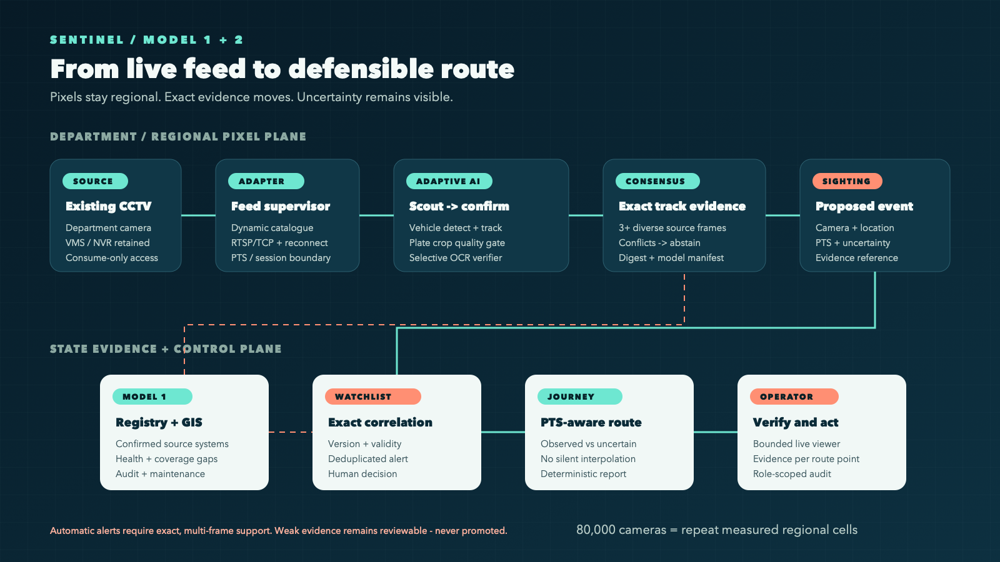 SENTINEL / MODEL 1 + 2
From live feed to defensible route
Pixels stay regional. Exact evidence moves. Uncertainty remains visible.
DEPARTMENT / REGIONAL PIXEL PLANE
SOURCE
Existing CCTV
Department camera
VMS / NVR retained
Consume-only access
ADAPTER
Feed supervisor
Dynamic catalogue
RTSP/TCP + reconnect
PTS / session boundary
ADAPTIVE AI
Scout -> confirm
Vehicle detect + track
Plate crop quality gate
Selective OCR verifier
CONSENSUS
Exact track evidence
3+ diverse source frames
Conflicts -> abstain
Digest + model manifest
SIGHTING
Proposed event
Camera + location
PTS + uncertainty
Evidence reference
STATE EVIDENCE + CONTROL PLANE
MODEL 1
Registry + GIS
Confirmed source systems
Health + coverage gaps
Audit + maintenance
WATCHLIST
Exact correlation
Version + validity
Deduplicated alert
Human decision
JOURNEY
PTS-aware route
Observed vs uncertain
No silent interpolation
Deterministic report
OPERATOR
Verify and act
Bounded live viewer
Evidence per route point
Role-scoped audit
Automatic alerts require exact, multi-frame support. Weak evidence remains reviewable - never promoted.
80,000 cameras = repeat measured regional cells